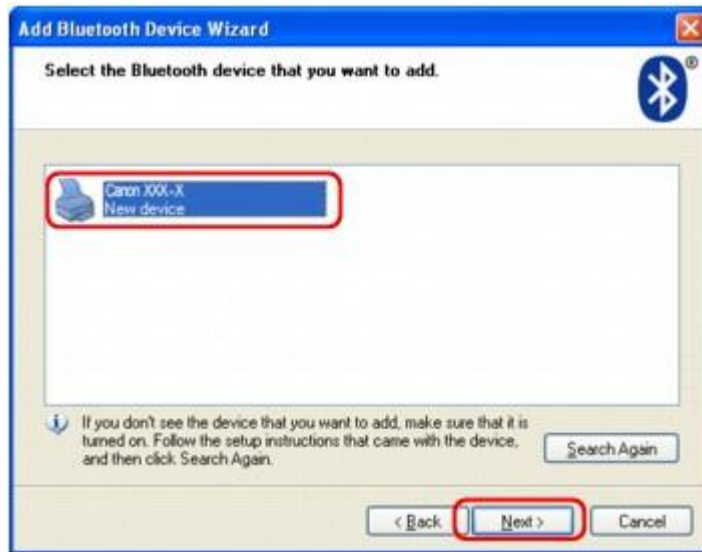 Add Bluetooth Device Wizard
Select the Bluetooth device that you want to add.
®
Canon XXX-X
New device
If you don't see the device that you want to add, make sure that it is
turned on. Follow the setup instructions that came with the device,
and then click Search Again.
Search Again
< Back
Next >
Cancel